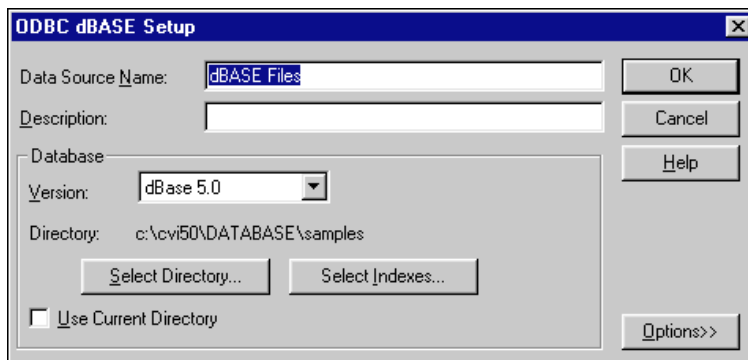 ODBC dBASE Setup
Data Source Name: dBASE Files
OK
Description:
Cancel
Database
Help
Version: dBase 5.0
Directory: c:\cvi50\DATABASE\samples
Select Directory... Select Indexes...
Use Current Directory
Options>>